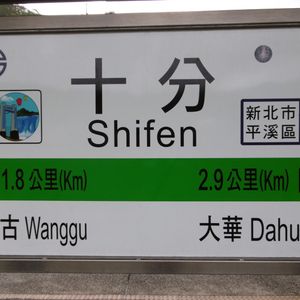 十分
Shifen
新北市
平溪區
1.8公里(Km)
2.9公里(Km)
古 Wanggu
大華 Dahu